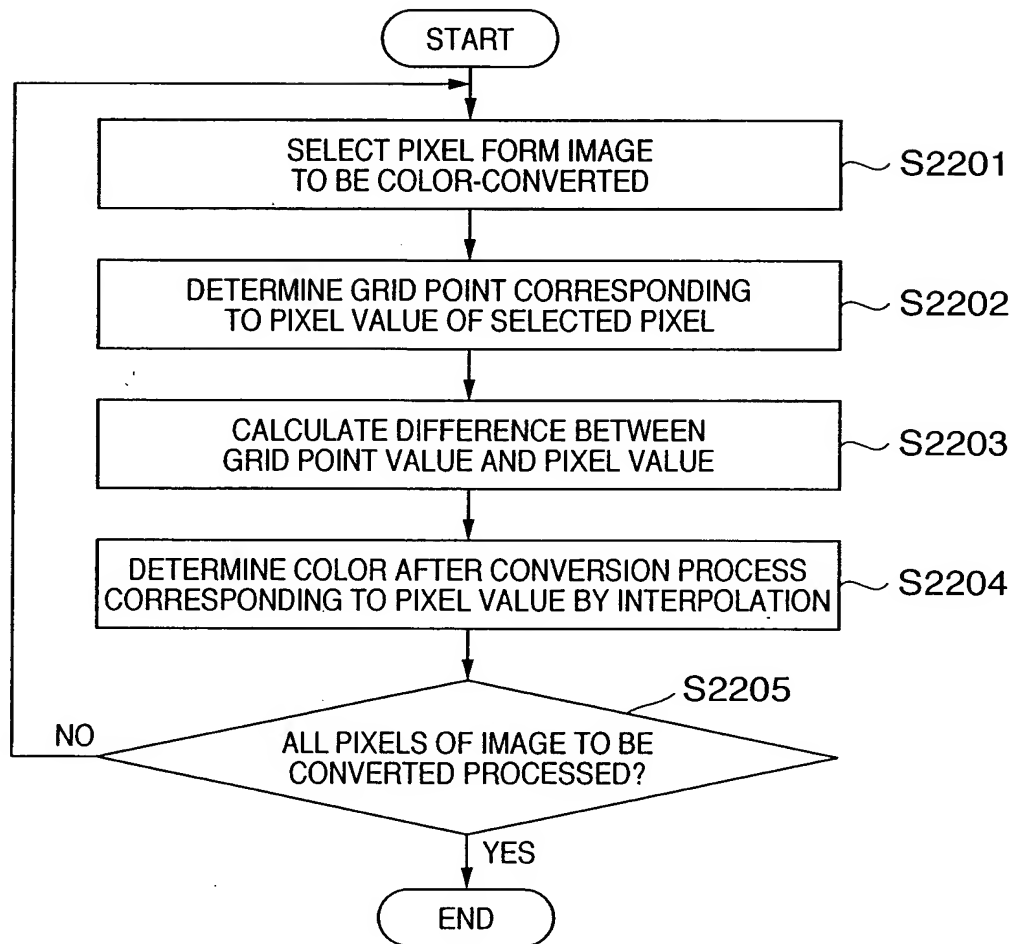 START
SELECT PIXEL FORM IMAGE
TO BE COLOR-CONVERTED
S2201
DETERMINE GRID POINT CORRESPONDING
TO PIXEL VALUE OF SELECTED PIXEL
S2202
CALCULATE DIFFERENCE BETWEEN
GRID POINT VALUE AND PIXEL VALUE
S2203
DETERMINE COLOR AFTER CONVERSION PROCESS
CORRESPONDING TO PIXEL VALUE BY INTERPOLATION
S2204
S2205
NO
ALL PIXELS OF IMAGE TO BE
CONVERTED PROCESSED?
YES
END